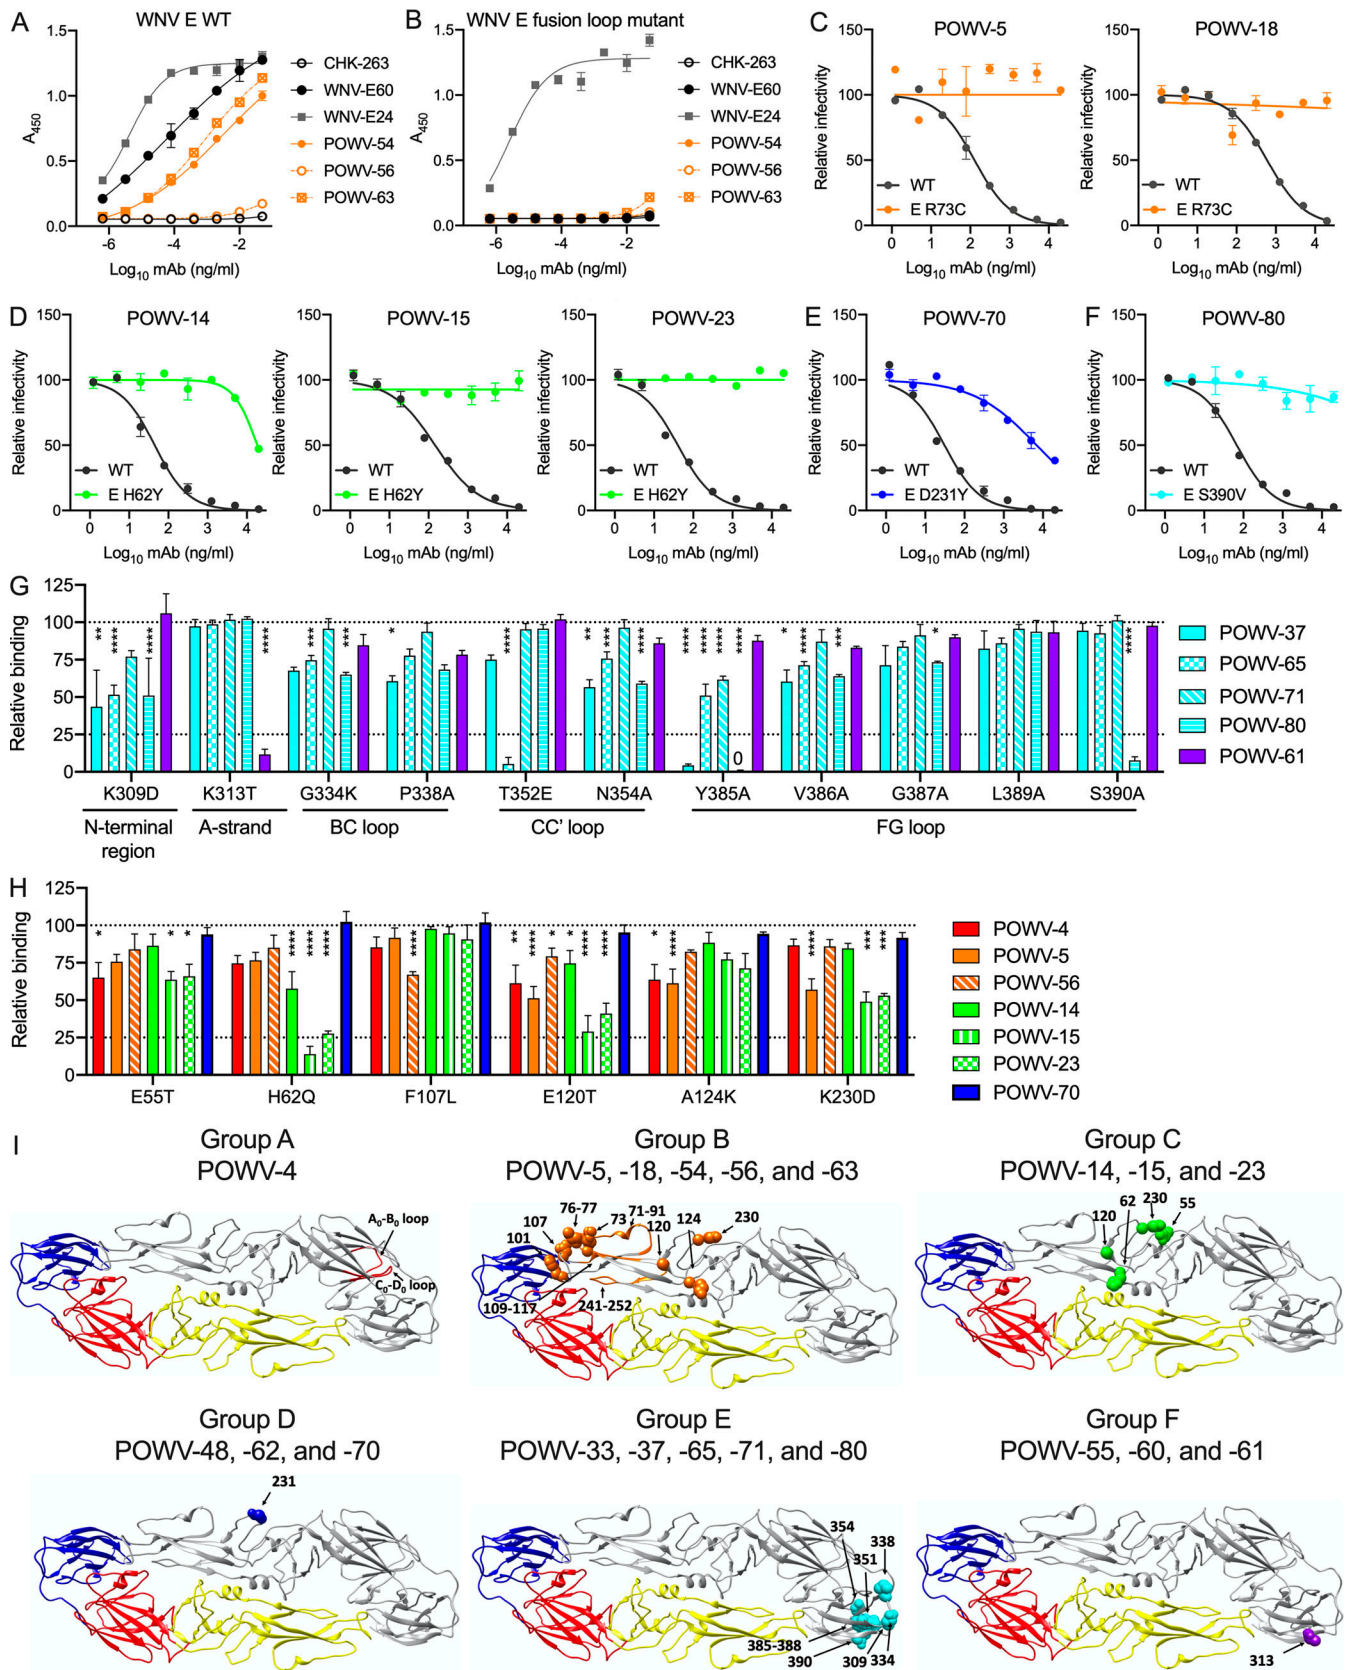 A
WNV E WT
A450
1.5
1.0
0.5
0.0
-6
-4
-2
Log10 mAb (ng/ml)
CHK-263
WNV-E60
WNV-E24
POWV-54
POWV-56
POWV-63
B
WNV E fusion loop mutant
A450
1.5
1.0
0.5
0.0
-6
-4
-2
Log10 mAb (ng/ml)
CHK-263
WNV-E60
WNV-E24
POWV-54
POWV-56
POWV-63
C
POWV-5
Relative infectivity
150
100
50
0
WT
E R73C
0 1 2 3 4
Log10 mAb (ng/ml)
POWV-18
Relative infectivity
150
100
50
0
WT
E R73C
0 1 2 3 4
Log10 mAb (ng/ml)
D
POWV-14
Relative infectivity
150
100
50
0
WT
E H62Y
0 1 2 3 4
Log10 mAb (ng/ml)
POWV-15
Relative infectivity
150
100
50
0
WT
E H62Y
0 1 2 3 4
Log10 mAb (ng/ml)
POWV-23
Relative infectivity
150
100
50
0
WT
E H62Y
0 1 2 3 4
Log10 mAb (ng/ml)
E
POWV-70
Relative infectivity
150
100
50
0
WT
E D231Y
0 1 2 3 4
Log10 mAb (ng/ml)
F
POWV-80
Relative infectivity
150
100
50
0
WT
E S390V
0 1 2 3 4
Log10 mAb (ng/ml)
G
Relative binding
125
100
75
50
25
0
** **** **** **** *** *** * **** ** **** **** **** **** **** **** * **** *** * ****
0
K309D K313T G334K P338A T352E N354A Y385A V386A G387A L389A S390A
N-terminal region
A-strand
BC loop
CC' loop
FG loop
POWV-37
POWV-65
POWV-71
POWV-80
POWV-61
H
Relative binding
125
100
75
50
25
0
* * * **** **** **** **** ** **** * * **** **** * **** **** *** ***
E55T H62Q F107L E120T A124K K230D
POWV-4
POWV-5
POWV-56
POWV-14
POWV-15
POWV-23
POWV-70
I
Group A
POWV-4
A0-B0 loop
C0-D0 loop
Group B
POWV-5, -18, -54, -56, and -63
76-77
73
71-91
107
101
120
124
230
109-117
241-252
Group C
POWV-14, -15, and -23
120
62
230
55
Group D
POWV-48, -62, and -70
231
Group E
POWV-33, -37, -65, -71, and -80
354
351
338
385-388
390
309
334
Group F
POWV-55, -60, and -61
313